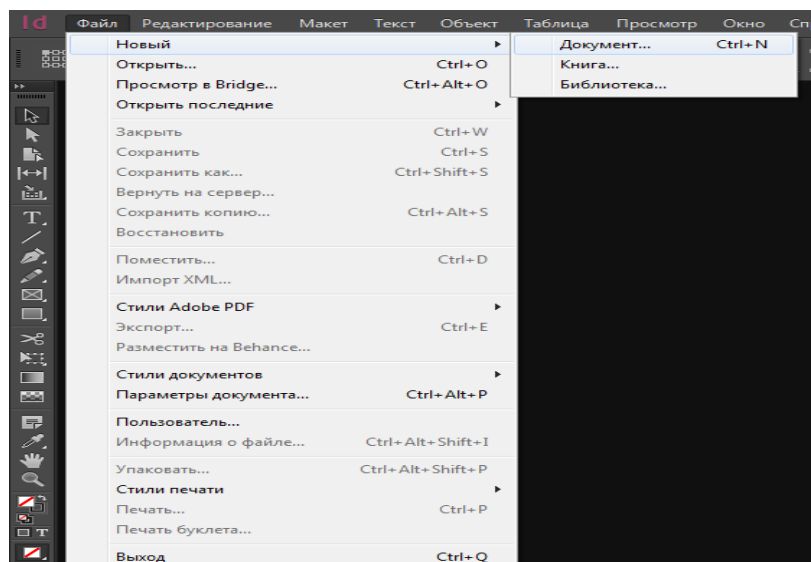 Id Файл Редактирование Макет Текст Объект Таблица Просмотр Окно Сп
Новый
Документ... Ctrl+N
Открыть... Ctrl+O
Книга...
Просмотр в Bridge... Ctrl+Alt+O
Библиотека...
Открыть последние
Закрыть Ctrl+W
Сохранить Ctrl+S
Сохранить как... Ctrl+Shift+S
Вернуть на сервер...
Сохранить копию... Ctrl+Alt+S
Восстановить
Поместить... Ctrl+D
Импорт XML...
Стили Adobe PDF
Экспорт... Ctrl+E
Разместить на Behance...
Стили документов
Параметры документа... Ctrl+Alt+P
Пользователь...
Информация о файле... Ctrl+Alt+Shift+I
Упаковать... Ctrl+Alt+Shift+P
Стили печати
Печать... Ctrl+P
Печать буклета...
Выход Ctrl+Q